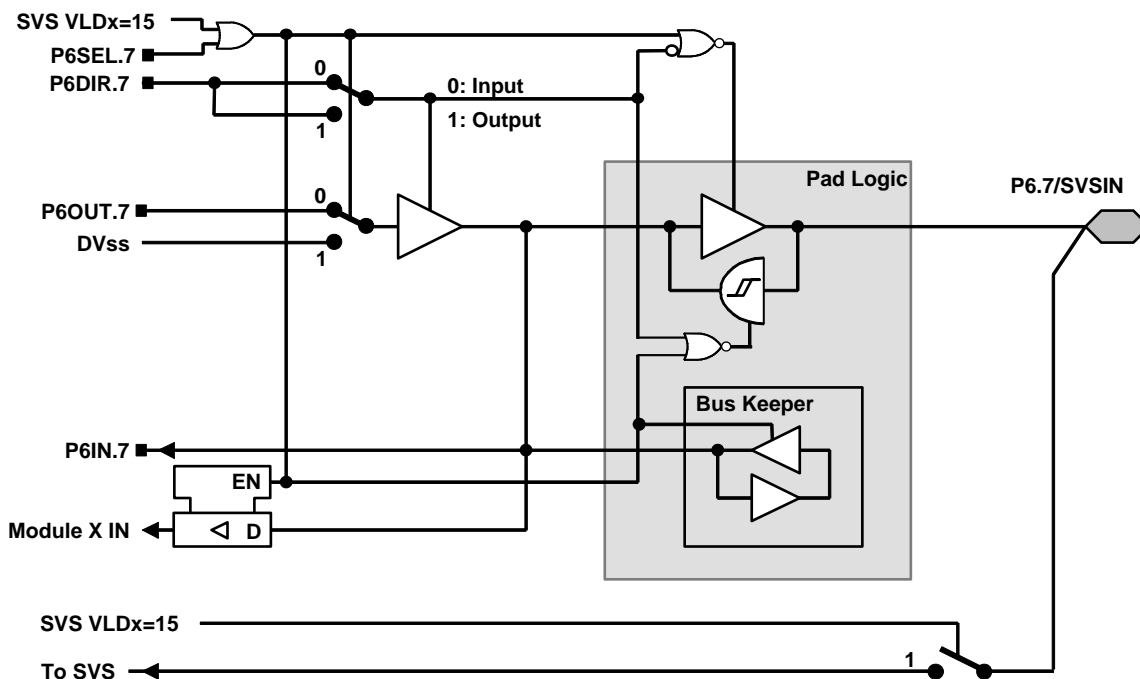 SVS VLDx=15
P6SEL.7
P6DIR.7
0
0: Input
1
1: Output
Pad Logic
P6.7/SVSIN
P6OUT.7
0
DVss
1
Bus Keeper
P6IN.7
EN
Module X IN
D
SVS VLDx=15
To SVS
1